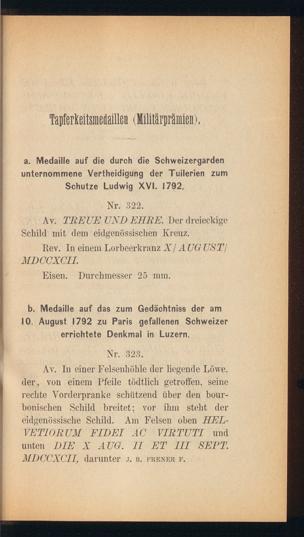 Tapferkeitsmedaillen (Militärprämien).
a. Medaille auf die durch die Schweizergarden
unternommene Vertheidigung der Tuilerien zum
Schutze Ludwig XVI. 1792.
Nr. 322.
Av. TREUE UND EHRE. Der dreieckige
Schild mit dem eidgenössischen Kreuz.
Rev. In einem Lorbeerkranz X/ AUGUST/
MDCCXCII.
Eisen. Durchmesser 25 mm.
b. Medaille auf das zum Gedächtniss der am
10. August 1792 zu Paris gefallenen Schweizer
errichtete Denkmal in Luzern.
Nr. 323.
Av. In einer Felsenhöhle der liegende Löwe,
der, von einem Pfeile tödtlich getroffen, seine
rechte Vorderpranke schützend über den bour-
bonischen Schild breitet; vor ihm steht der
eidgenössische Schild. Am Felsen oben HEL-
VETIORUM FIDEI AC VIRTUTI und
unten DIE X AUG. II ET III SEPT.
MDCCXCII, darunter J. B. FRENER F.